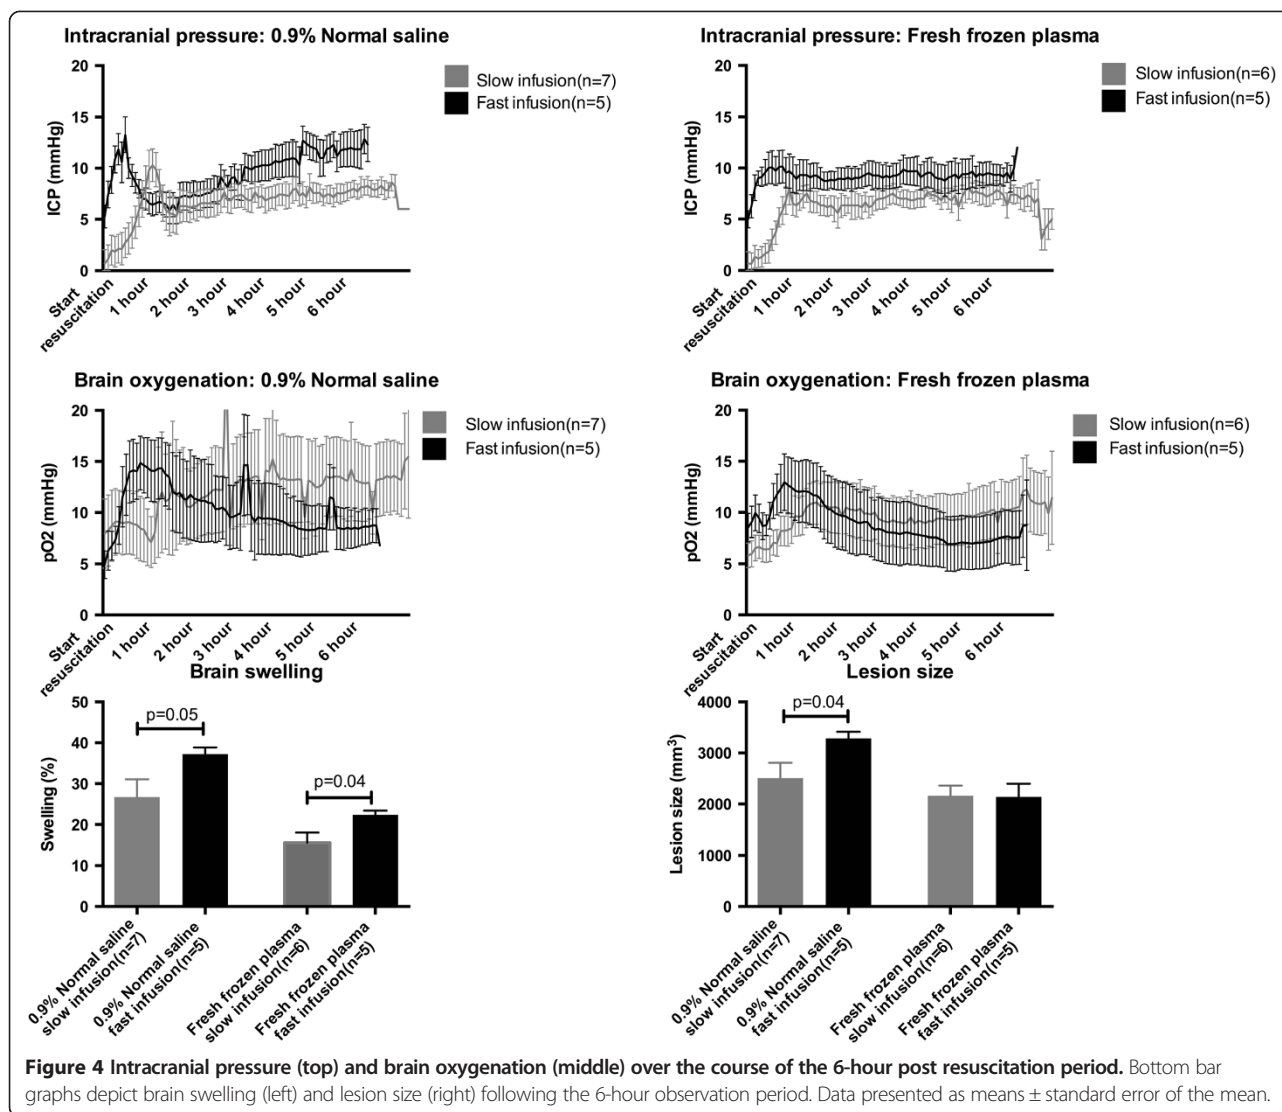 Intracranial pressure: 0.9% Normal saline
20
15
10
5
0
ICP (mmHg)
Slow infusion(n=7)
Fast infusion(n=5)
Start
resuscitation
1 hour
2 hour
3 hour
4 hour
5 hour
6 hour
Intracranial pressure: Fresh frozen plasma
20
15
10
5
0
ICP (mmHg)
Slow infusion(n=6)
Fast infusion(n=5)
Start
resuscitation
1 hour
2 hour
3 hour
4 hour
5 hour
6 hour
Brain oxygenation: 0.9% Normal saline
20
15
10
5
0
pO2 (mmHg)
Slow infusion(n=7)
Fast infusion(n=5)
Start
resuscitation
1 hour
2 hour
3 hour
4 hour
5 hour
6 hour
Brain oxygenation: Fresh frozen plasma
20
15
10
5
0
pO2 (mmHg)
Slow infusion(n=6)
Fast infusion(n=5)
Start
resuscitation
1 hour
2 hour
3 hour
4 hour
5 hour
6 hour
Brain swelling
50
40
30
20
10
0
Swelling (%)
p=0.05
p=0.04
0.9% Normal saline
slow infusion(n=7)
0.9% Normal saline
fast infusion(n=5)
Fresh frozen plasma
slow infusion(n=6)
Fresh frozen plasma
fast infusion(n=5)
Lesion size
4000
3000
2000
1000
0
Lesion size (mm³)
p=0.04
0.9% Normal saline
slow infusion(n=7)
0.9% Normal saline
fast infusion(n=5)
Fresh frozen plasma
slow infusion(n=6)
Fresh frozen plasma
fast infusion(n=5)
Figure 4 Intracranial pressure (top) and brain oxygenation (middle) over the course of the 6-hour post resuscitation period. Bottom bar
graphs depict brain swelling (left) and lesion size (right) following the 6-hour observation period. Data presented as means ± standard error of the mean.